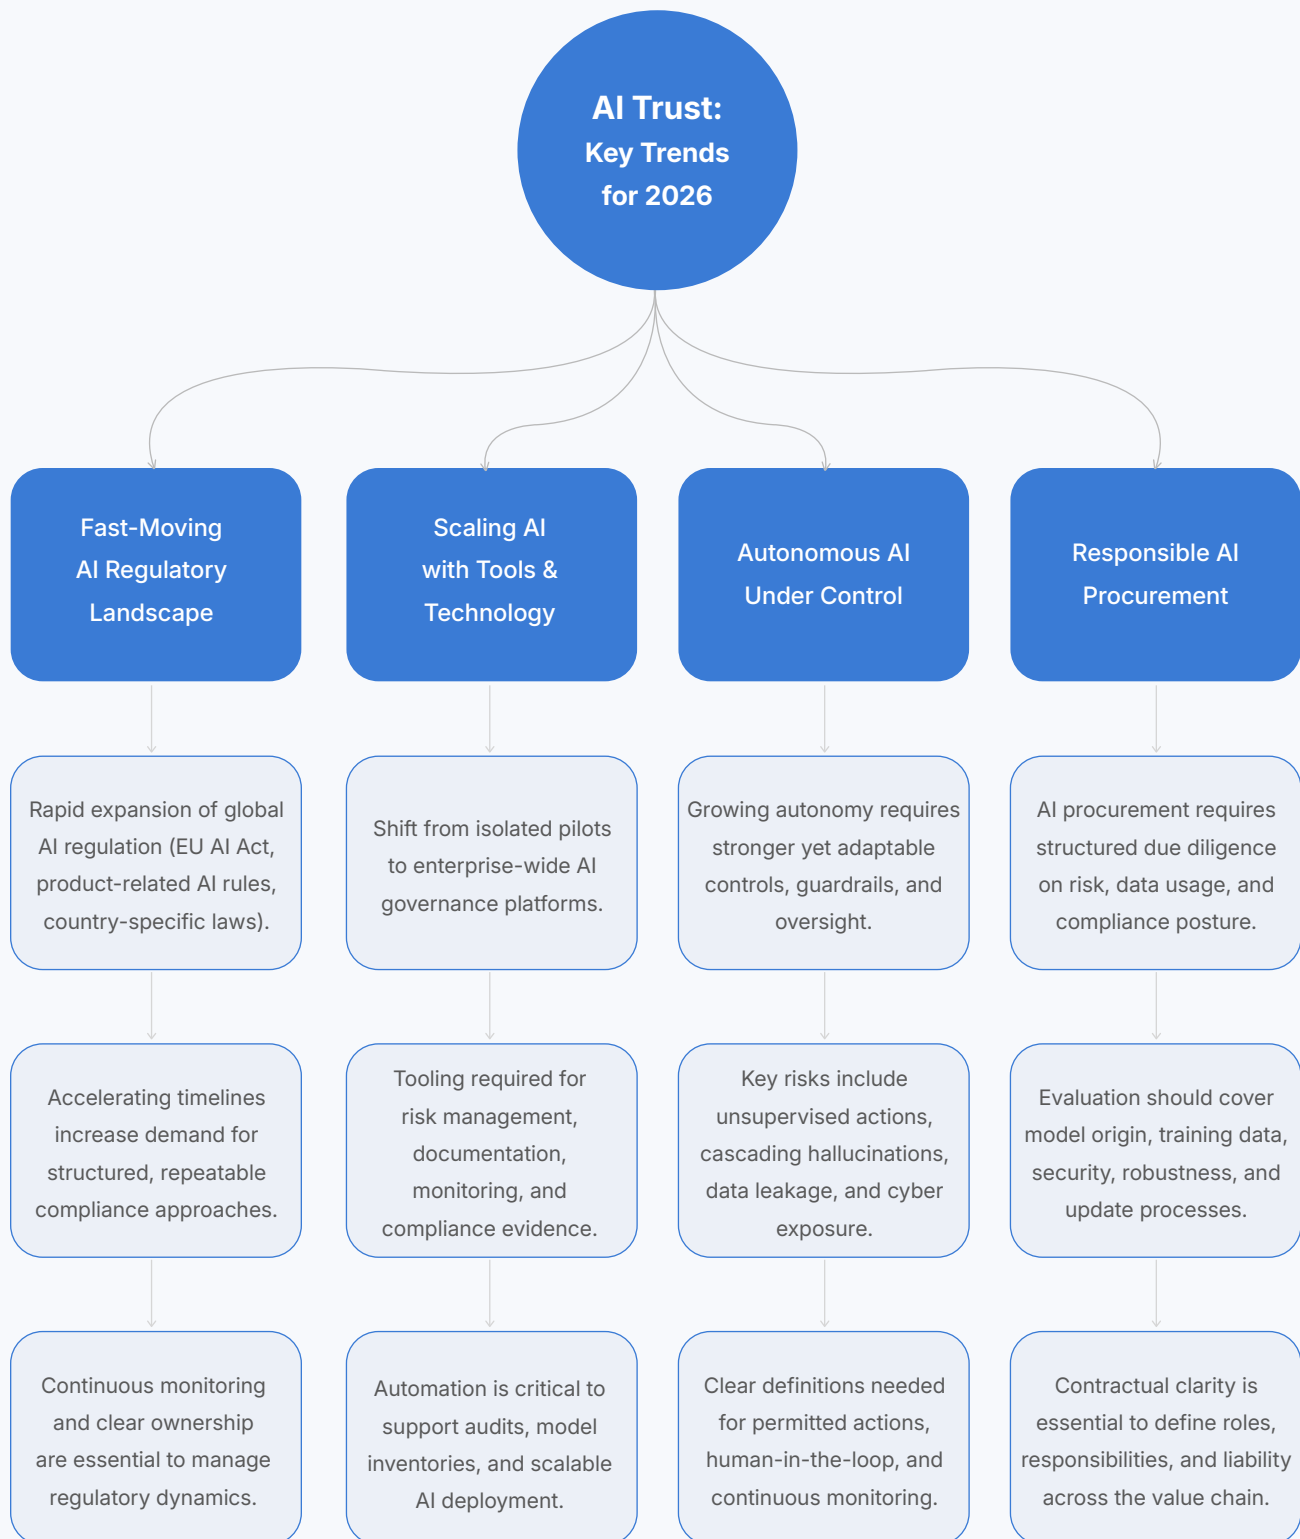 AI Trust:
Key Trends
for 2026
Fast-Moving
AI Regulatory
Landscape
Scaling AI
with Tools &
Technology
Autonomous AI
Under Control
Responsible AI
Procurement
Rapid expansion of global
AI regulation (EU AI Act,
product-related AI rules,
country-specific laws).
Shift from isolated pilots
to enterprise-wide AI
governance platforms.
Growing autonomy requires
stronger yet adaptable
controls, guardrails, and
oversight.
AI procurement requires
structured due diligence
on risk, data usage, and
compliance posture.
Accelerating timelines
increase demand for
structured, repeatable
compliance approaches.
Tooling required for
risk management,
documentation,
monitoring, and
compliance evidence.
Key risks include
unsupervised actions,
cascading hallucinations,
data leakage, and cyber
exposure.
Evaluation should cover
model origin, training data,
security, robustness, and
update processes.
Continuous monitoring
and clear ownership
are essential to manage
regulatory dynamics.
Automation is critical to
support audits, model
inventories, and scalable
AI deployment.
Clear definitions needed
for permitted actions,
human-in-the-loop, and
continuous monitoring.
Contractual clarity is
essential to define roles,
responsibilities, and liability
across the value chain.